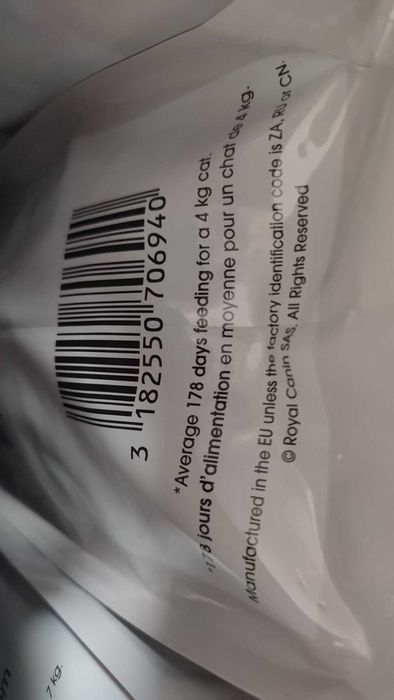 3 182550 706940
*Average 178 days feeding for a 4 kg cat.
*178 jours d'alimentation en moyenne pour un chat de 4 kg.
Manufactured in the EU unless the factory identification code is ZA, RU or CN.
© Royal Canin SAS. All Rights Reserved
7 kg.